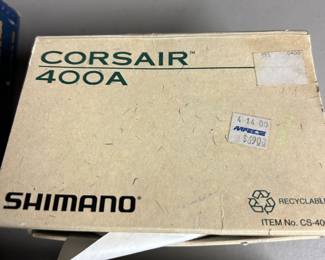 CORSAIR™
400A
4-14-00
SHIMANO
RECYCLABLE
ITEM No. CS-40